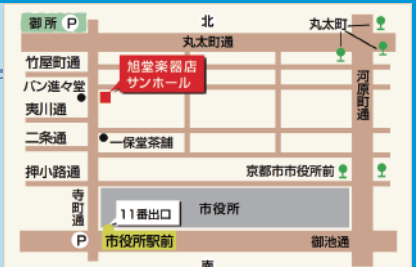 御所 P
北
丸太町
丸太町通
竹屋町通
旭堂楽器店
サンホール
パン進々堂
夷川通
河原町通
二条通
一保堂茶舗
押小路通
京都市市役所前
寺町通
11番出口
市役所
P
市役所駅前
御池通
南